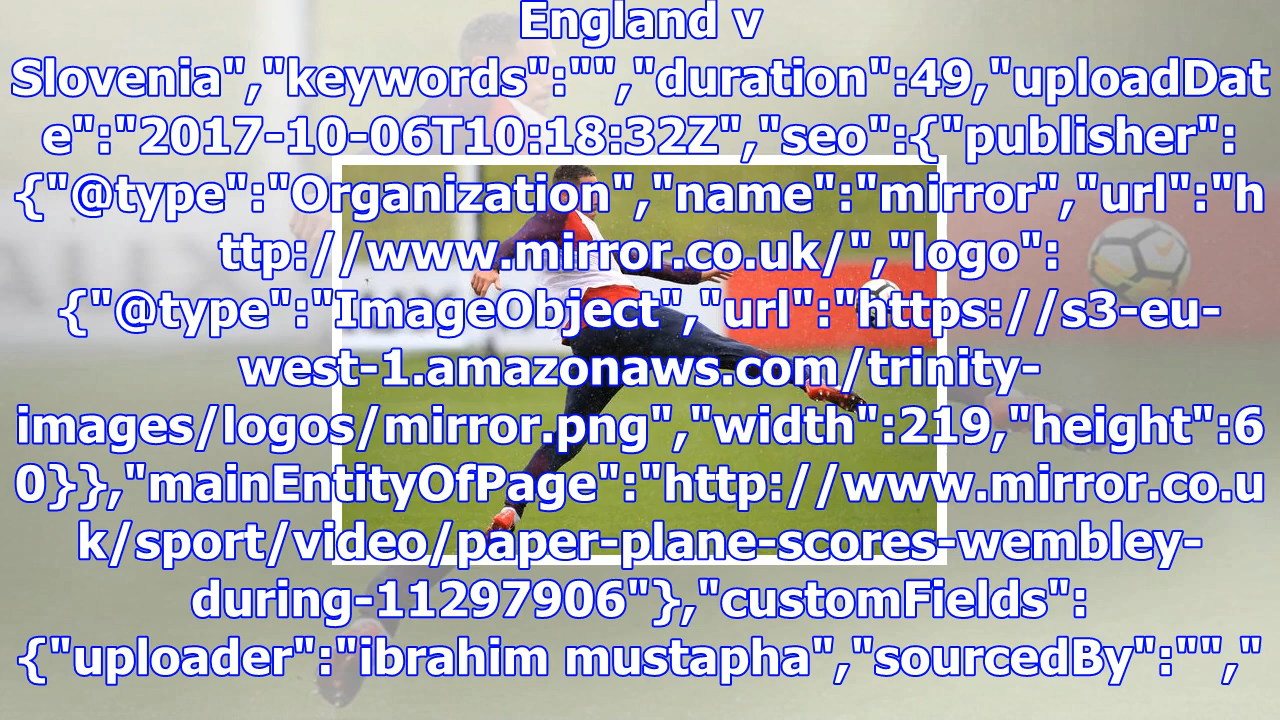 England v
Slovenia","keywords":"","duration":49,"uploadDat
e":"2017-10-06T10:18:32Z","seo":{"publisher":
{"@type":"Organization","name":"mirror","url":"h
ttp://www.mirror.co.uk/","logo":
{"@type":"ImageObject","url":"https://s3-eu-
west-1.amazonaws.com/trinity-
images/logos/mirror.png","width":219,"height":6
0}},"mainEntityOfPage":"http://www.mirror.co.u
k/sport/video/paper-plane-scores-wembley-
during-11297906"},"customFields":
{"uploader":"ibrahim mustapha","sourcedBy":"","